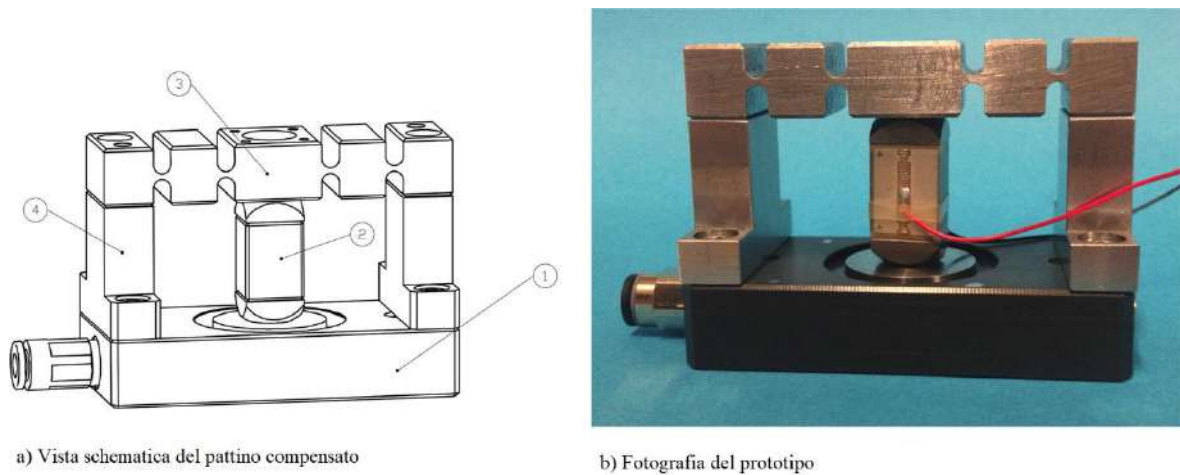 3
4
2
1
a) Vista schematica del pattino compensato
b) Fotografia del prototipo